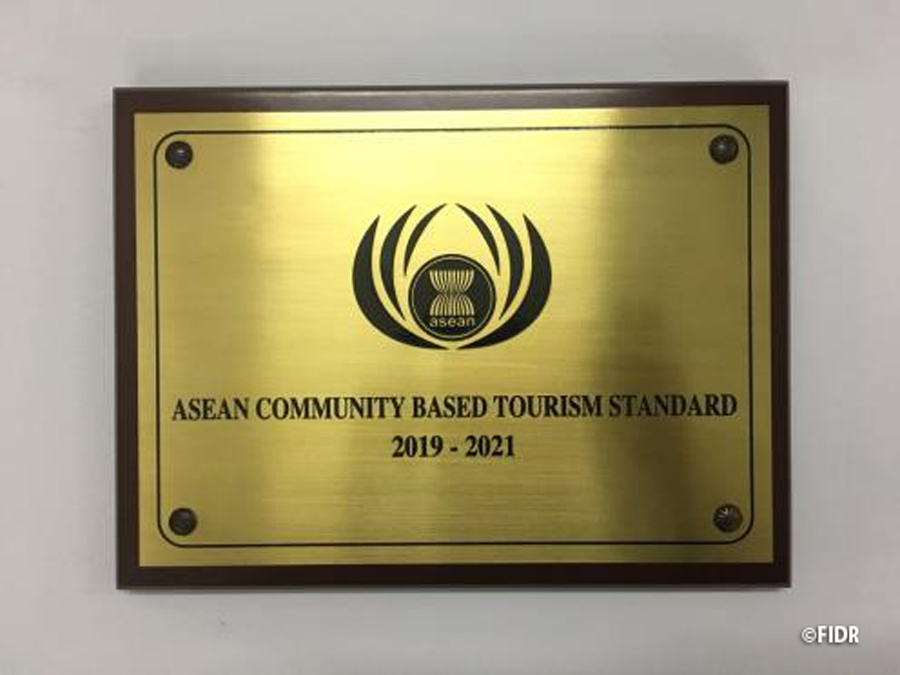 asean
ASEAN COMMUNITY BASED TOURISM STANDARD
2019 - 2021
©FIDR